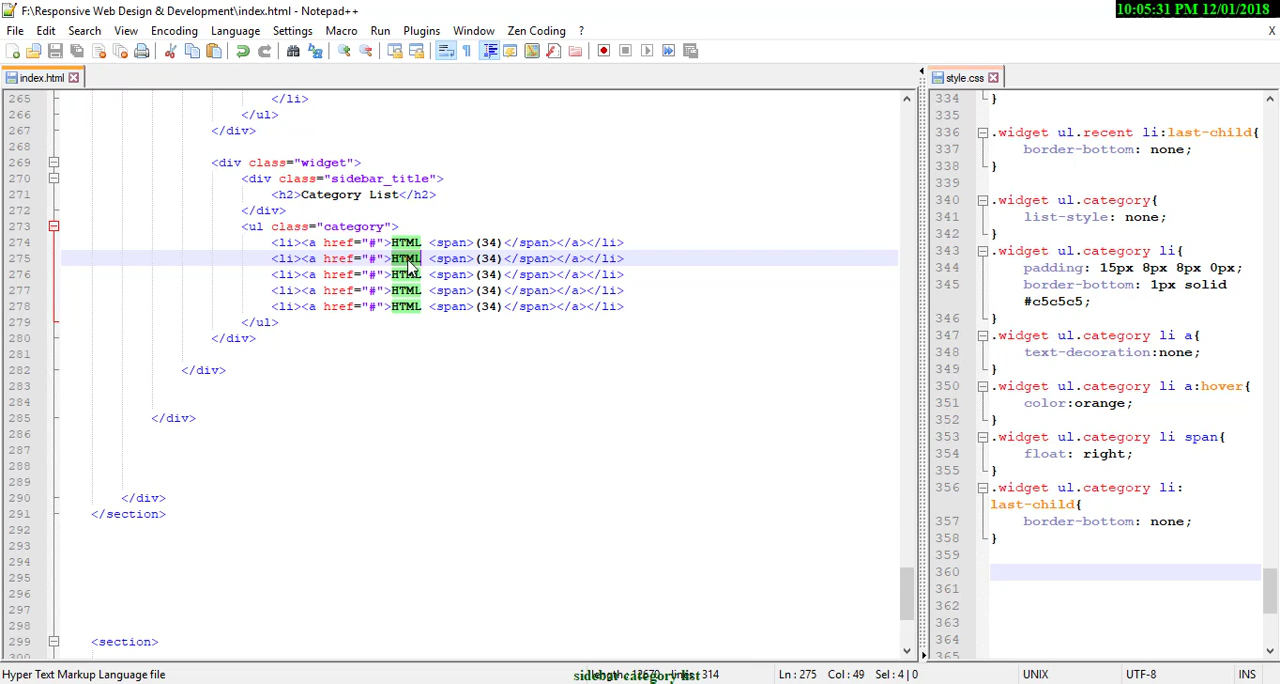 F:\Responsive Web Design & Development\index.html - Notepad++
10:05:31 PM 12/01/2018
File Edit Search View Encoding Language Settings Macro Run Plugins Window Zen Coding ?
X
index.html
style.css
265 </li>
266 </ul>
267 </div>
268
269 <div class="widget">
270 <div class="sidebar_title">
271 <h2>Category List</h2>
272 </div>
273 <ul class="category">
274 <li><a href="#">HTML <span>(34)</span></a></li>
275 <li><a href="#">HTML <span>(34)</span></a></li>
276 <li><a href="#">HTML <span>(34)</span></a></li>
277 <li><a href="#">HTML <span>(34)</span></a></li>
278 <li><a href="#">HTML <span>(34)</span></a></li>
279 </ul>
280 </div>
281
282 </div>
283
284
285 </div>
286
287
288
289
290 </div>
291 </section>
292
293
294
295
296
297
298
299 <section>
300
334 }
335
336 .widget ul.recent li:last-child{
337 border-bottom: none;
338 }
339
340 .widget ul.category{
341 list-style: none;
342 }
343 .widget ul.category li{
344 padding: 15px 8px 8px 0px;
345 border-bottom: 1px solid
#c5c5c5;
346 }
347 .widget ul.category li a{
348 text-decoration:none;
349 }
350 .widget ul.category li a:hover{
351 color:orange;
352 }
353 .widget ul.category li span{
354 float: right;
355 }
356 .widget ul.category li:
last-child{
357 border-bottom: none;
358 }
359
360
361
362
363
364
365
Hyper Text Markup Language file
sidebar category list
314
Ln:275 Col:49 Sel:4|0
UNIX
UTF-8
INS